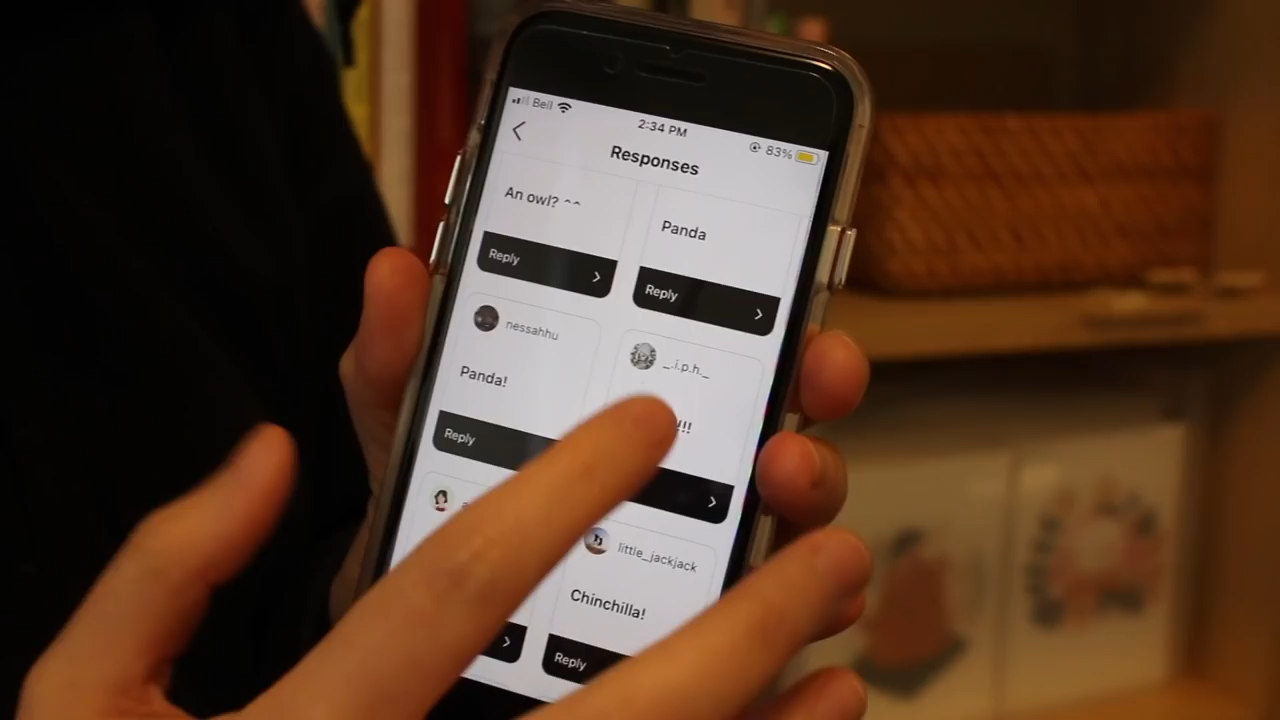 Bell
2:34 PM
83%
Responses
An owl? ^^
Panda
Reply
Reply
nessahhu
_.i.p.h._
Panda!
!!!
Reply
little_jackjack
Chinchilla!
Reply